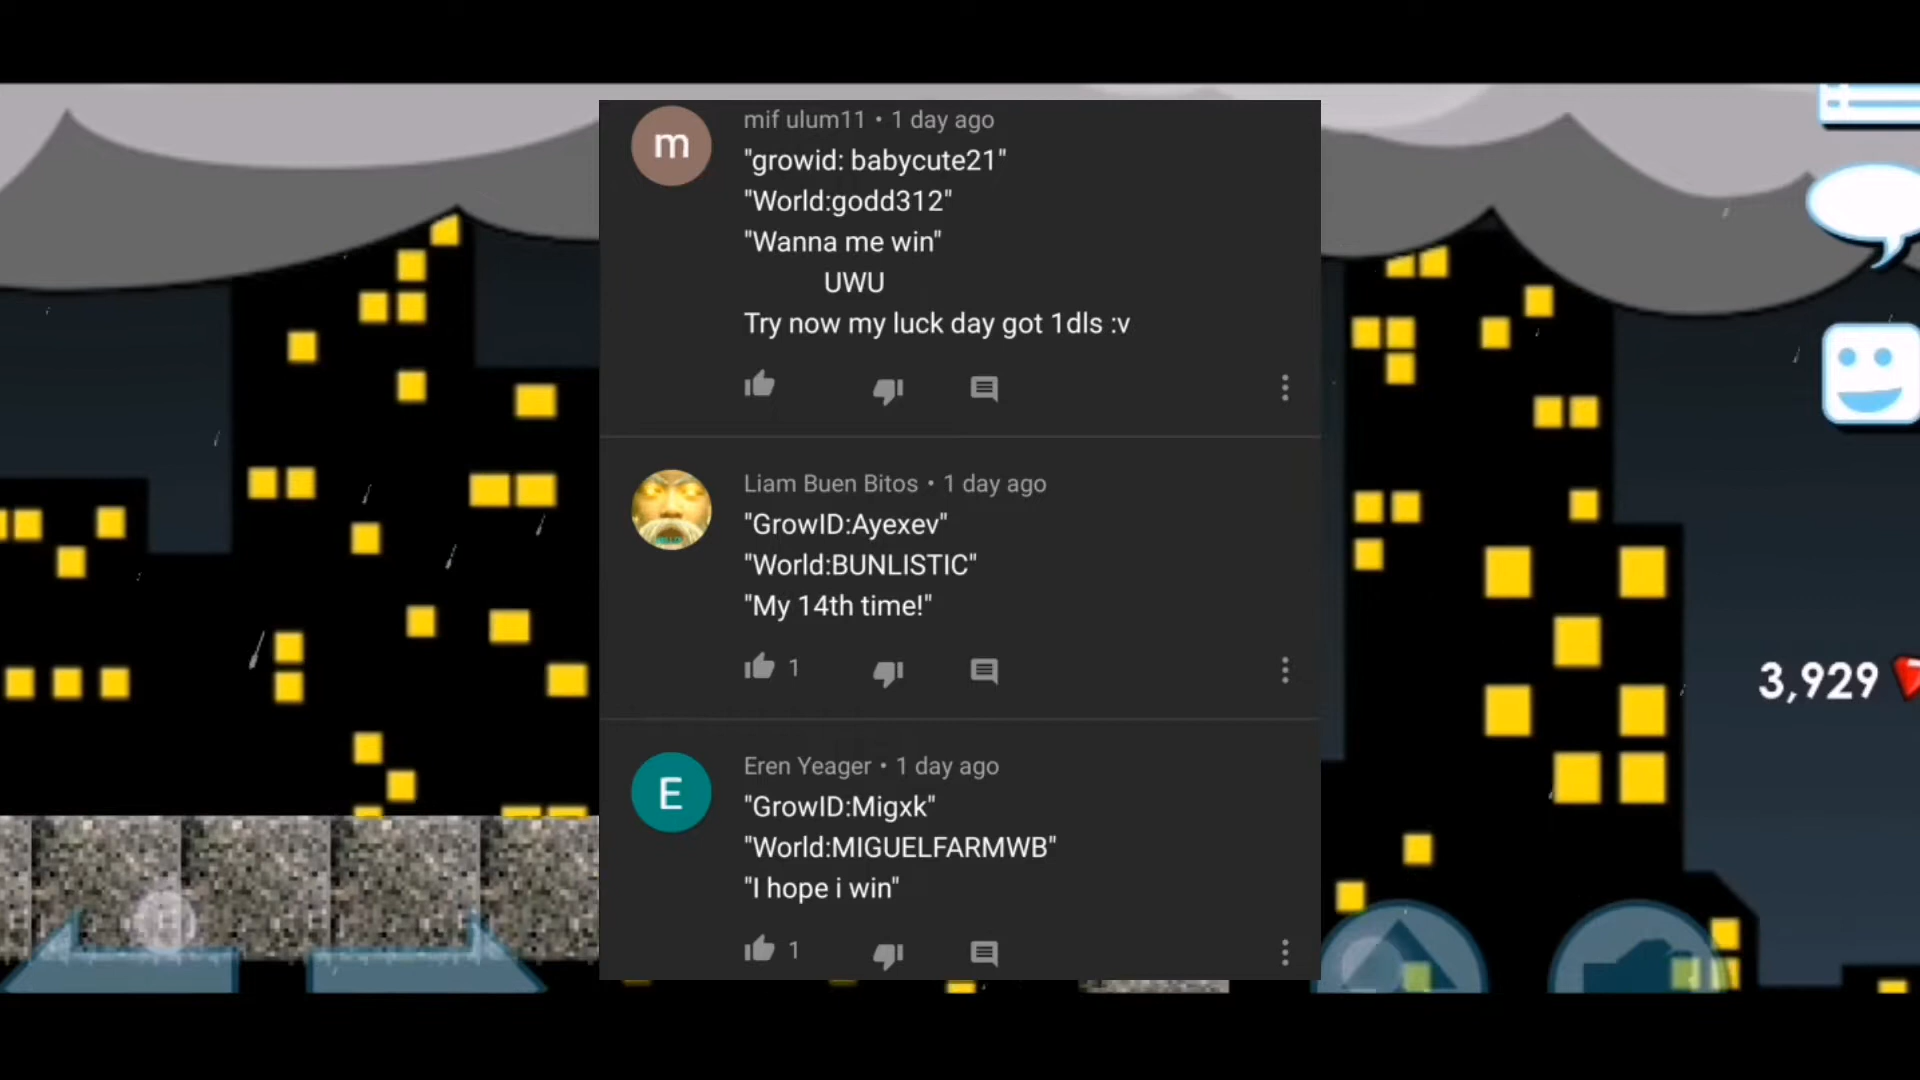 mif ulum11 • 1 day ago
"growid: babycute21"
"World:godd312"
"Wanna me win"
UWU
Try now my luck day got 1dls :v
Liam Buen Bitos • 1 day ago
"GrowID:Ayexev"
"World:BUNLISTIC"
"My 14th time!"
1
3,929
Eren Yeager • 1 day ago
"GrowID:Migxk"
"World:MIGUELFARMWB"
"I hope i win"
1
m
E